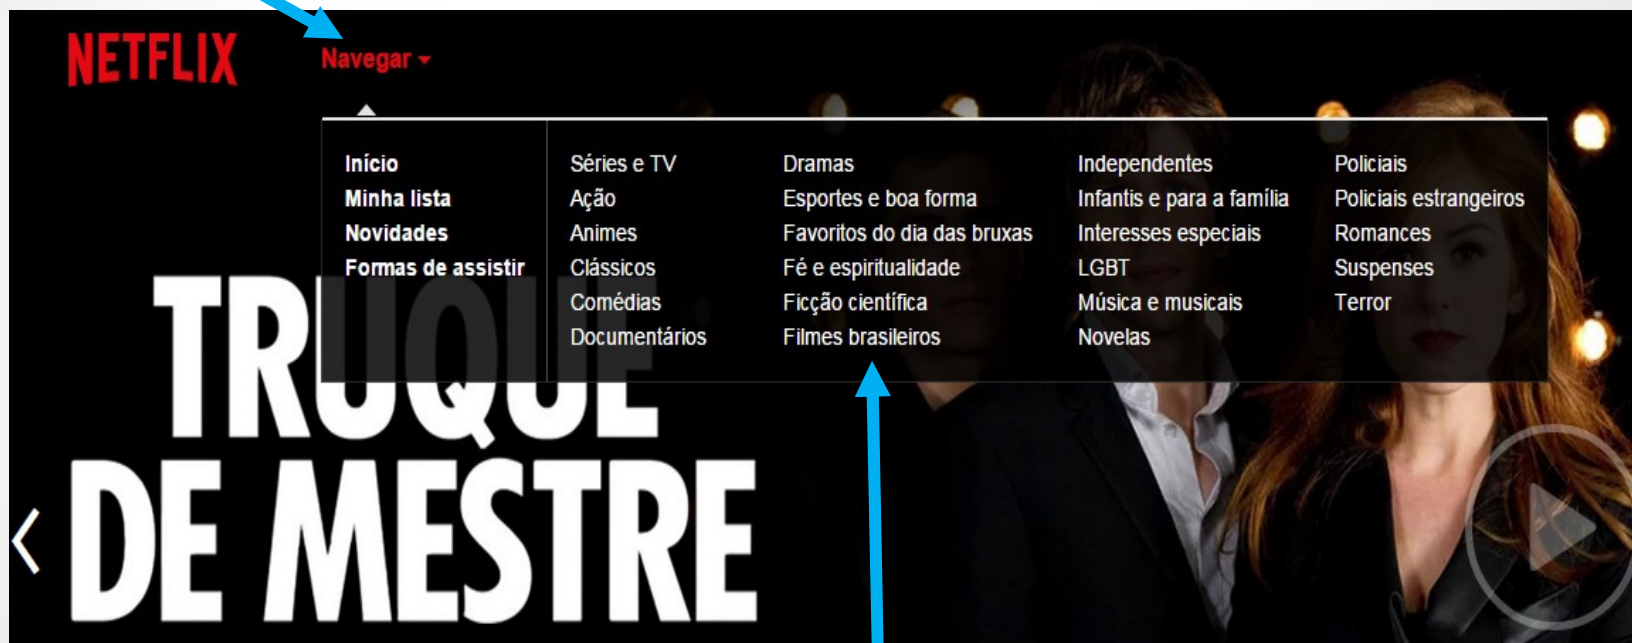 NETFLIX
Navegar
Início
Minha lista
Novidades
Formas de assistir
Séries e TV
Ação
Animes
Clássicos
Comédias
Documentários
Dramas
Esportes e boa forma
Favoritos do dia das bruxas
Fé e espiritualidade
Ficção científica
Filmes brasileiros
Independentes
Infantis e para a família
Interesses especiais
LGBT
Música e musicais
Novelas
Policiais
Policiais estrangeiros
Romances
Suspenses
Terror
TRUQUE
DE MESTRE